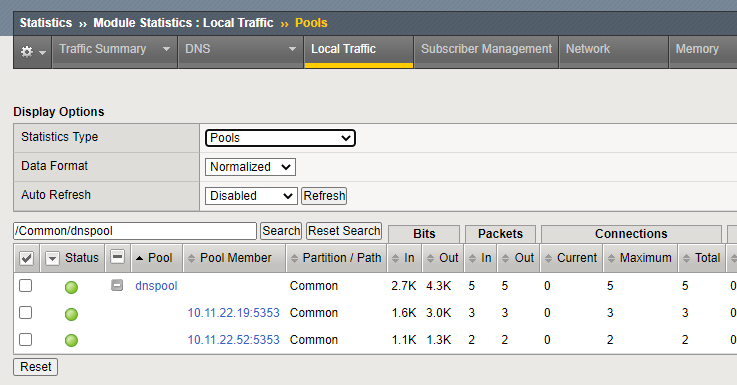 Statistics ›› Module Statistics : Local Traffic ›› Pools
Traffic Summary DNS Local Traffic Subscriber Management Network Memory
Display Options
Statistics Type Pools
Data Format Normalized
Auto Refresh Disabled Refresh
/Common/dnspool Search Reset Search Bits Packets Connections
Status Pool Pool Member Partition / Path In Out In Out Current Maximum Total
dnspool Common 2.7K 4.3K 5 5 0 5 5 0
10.11.22.19:5353 Common 1.6K 3.0K 3 3 0 3 3 0
10.11.22.52:5353 Common 1.1K 1.3K 2 2 0 2 2 0
Reset